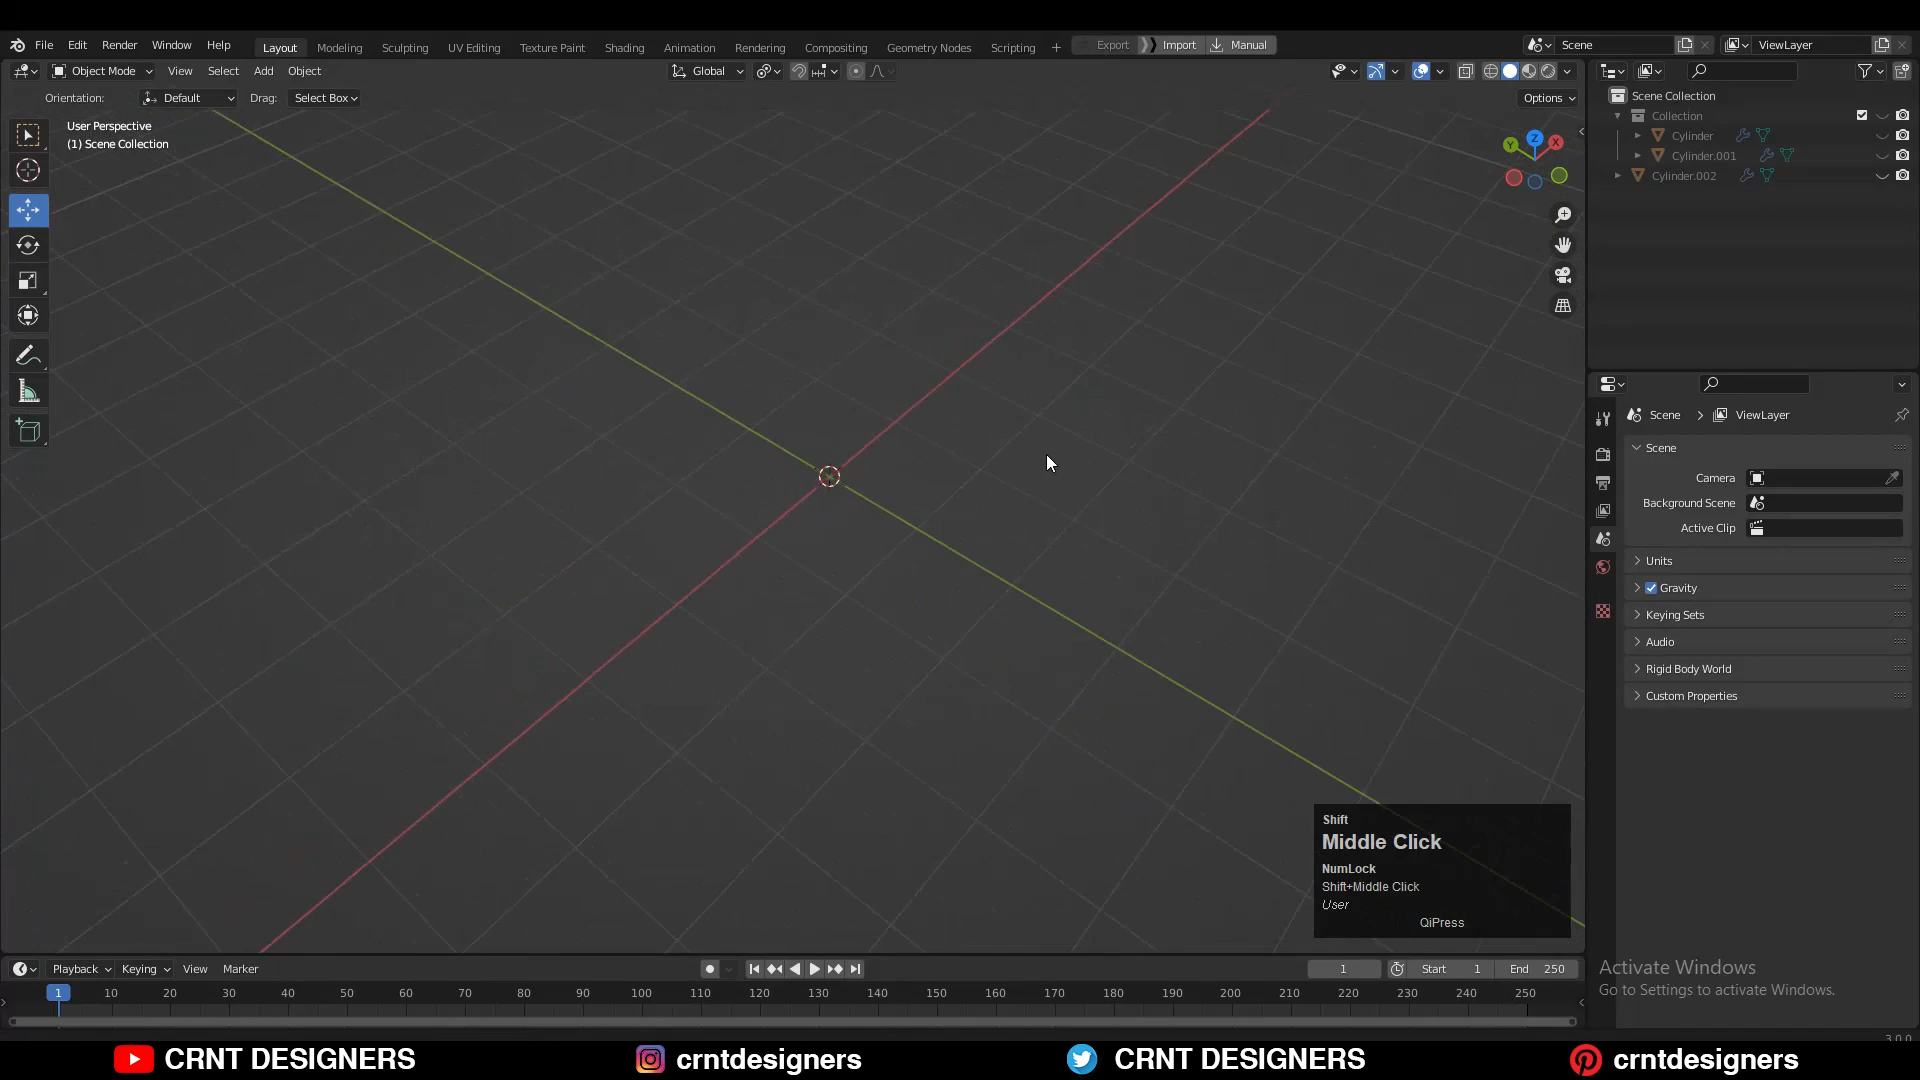 File Edit Render Window Help Layout Modeling Sculpting UV Editing Texture Paint Shading Animation Rendering Compositing Geometry Nodes Scripting + Export Import Manual Scene ViewLayer
Object Mode View Select Add Object Global
Orientation: Default Drag: Select Box Options
User Perspective
(1) Scene Collection
Z
Y
X
Scene Collection
Collection
Cylinder
Cylinder.001
Cylinder.002
Scene ViewLayer
Scene
Camera
Background Scene
Active Clip
Units
Gravity
Keying Sets
Audio
Rigid Body World
Custom Properties
Shift
Middle Click
NumLock
Shift+Middle Click
User
QiPress
Playback Keying View Marker 1 Start 1 End 250
1 10 20 30 40 50 60 70 80 90 100 110 120 130 140 150 160 170 180 190 200 210 220 230 240 250
Activate Windows
Go to Settings to activate Windows.
3.0.0
CRNT DESIGNERS crntdesigners CRNT DESIGNERS crntdesigners